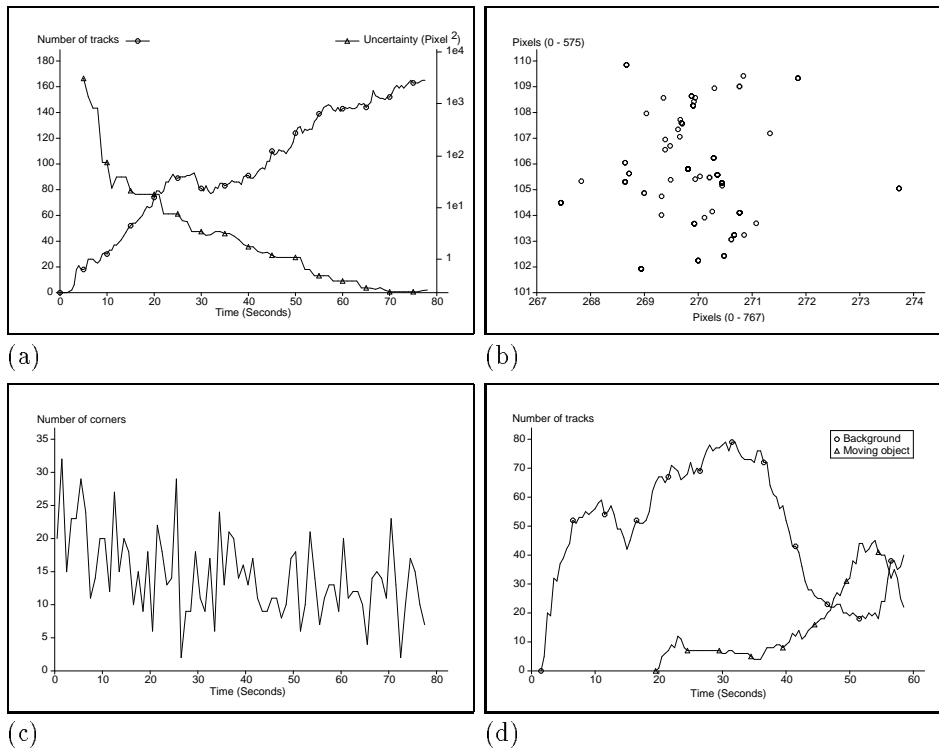 Number of tracks
Uncertainty (Pixel 2)
180
160
140
120
100
80
60
40
20
0
1e4
1e3
1e2
1e1
1
0 10 20 30 40 50 60 70 80
Time (Seconds)
(a)
Pixels (0 - 575)
110
109
108
107
106
105
104
103
102
101
267 268 269 270 271 272 273 274
Pixels (0 - 767)
(b)
Number of corners
35
30
25
20
15
10
5
0
0 10 20 30 40 50 60 70 80
Time (Seconds)
(c)
Number of tracks
Background
Moving object
80
70
60
50
40
30
20
10
0
0 10 20 30 40 50 60
Time (Seconds)
(d)